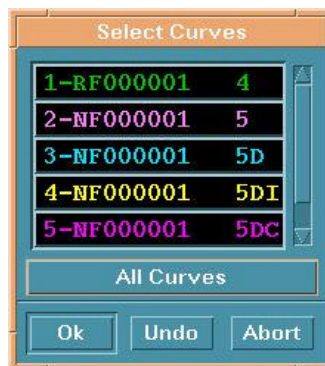 Select Curves
1-RF000001 4
2-NF000001 5
3-NF000001 5D
4-NF000001 5DI
5-NF000001 5DC
All Curves
Ok Undo Abort